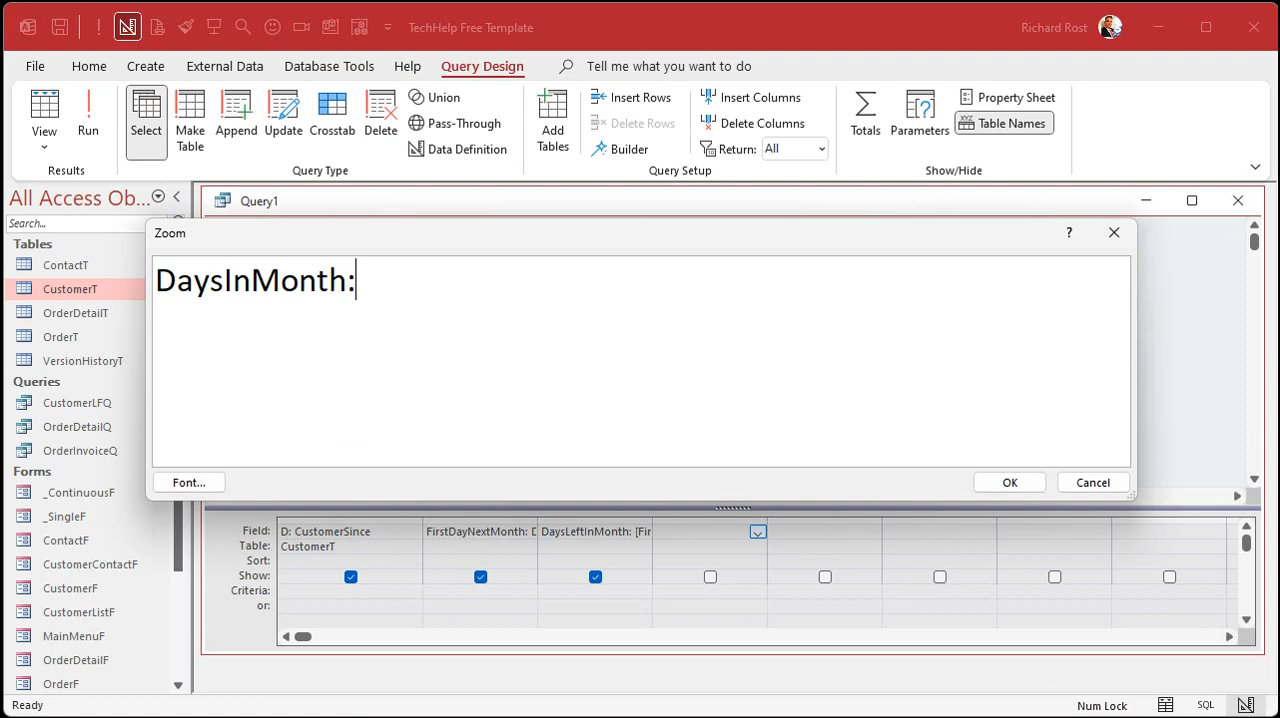 TechHelp Free Template
Richard Rost
File Home Create External Data Database Tools Help Query Design Tell me what you want to do
View
Run
Results
Select
Make Table
Append
Update
Crosstab
Delete
Union
Pass-Through
Data Definition
Query Type
Add Tables
Insert Rows
Delete Rows
Builder
Insert Columns
Delete Columns
Return: All
Query Setup
Totals
Parameters
Property Sheet
Table Names
Show/Hide
All Access Ob...
Search...
Tables
ContactT
CustomerT
OrderDetailT
OrderT
VersionHistoryT
Queries
CustomerLFQ
OrderDetailQ
OrderInvoiceQ
Forms
_ContinuousF
_SingleF
ContactF
CustomerContactF
CustomerF
CustomerListF
MainMenuF
OrderDetailF
OrderF
Query1
Zoom ?
DaysInMonth:
Font... OK Cancel
Field: D: CustomerSince FirstDayNextMonth: D DaysLeftInMonth: [Fir
Table: CustomerT
Sort:
Show:
Criteria:
or:
Ready Num Lock SQL